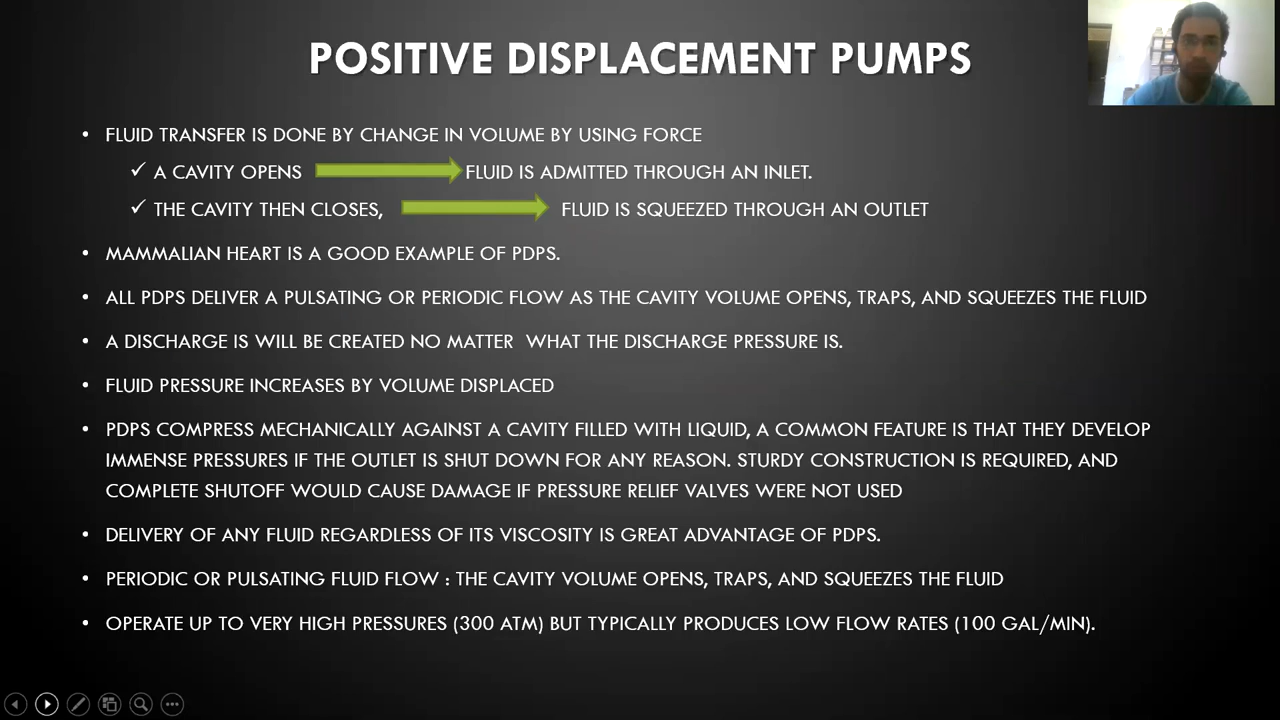 POSITIVE DISPLACEMENT PUMPS
• FLUID TRANSFER IS DONE BY CHANGE IN VOLUME BY USING FORCE
✓ A CAVITY OPENS FLUID IS ADMITTED THROUGH AN INLET.
✓ THE CAVITY THEN CLOSES, FLUID IS SQUEEZED THROUGH AN OUTLET
• MAMMALIAN HEART IS A GOOD EXAMPLE OF PDPS.
• ALL PDPS DELIVER A PULSATING OR PERIODIC FLOW AS THE CAVITY VOLUME OPENS, TRAPS, AND SQUEEZES THE FLUID
• A DISCHARGE IS WILL BE CREATED NO MATTER WHAT THE DISCHARGE PRESSURE IS.
• FLUID PRESSURE INCREASES BY VOLUME DISPLACED
• PDPS COMPRESS MECHANICALLY AGAINST A CAVITY FILLED WITH LIQUID, A COMMON FEATURE IS THAT THEY DEVELOP
IMMENSE PRESSURES IF THE OUTLET IS SHUT DOWN FOR ANY REASON. STURDY CONSTRUCTION IS REQUIRED, AND
COMPLETE SHUTOFF WOULD CAUSE DAMAGE IF PRESSURE RELIEF VALVES WERE NOT USED
• DELIVERY OF ANY FLUID REGARDLESS OF ITS VISCOSITY IS GREAT ADVANTAGE OF PDPS.
• PERIODIC OR PULSATING FLUID FLOW : THE CAVITY VOLUME OPENS, TRAPS, AND SQUEEZES THE FLUID
• OPERATE UP TO VERY HIGH PRESSURES (300 ATM) BUT TYPICALLY PRODUCES LOW FLOW RATES (100 GAL/MIN).